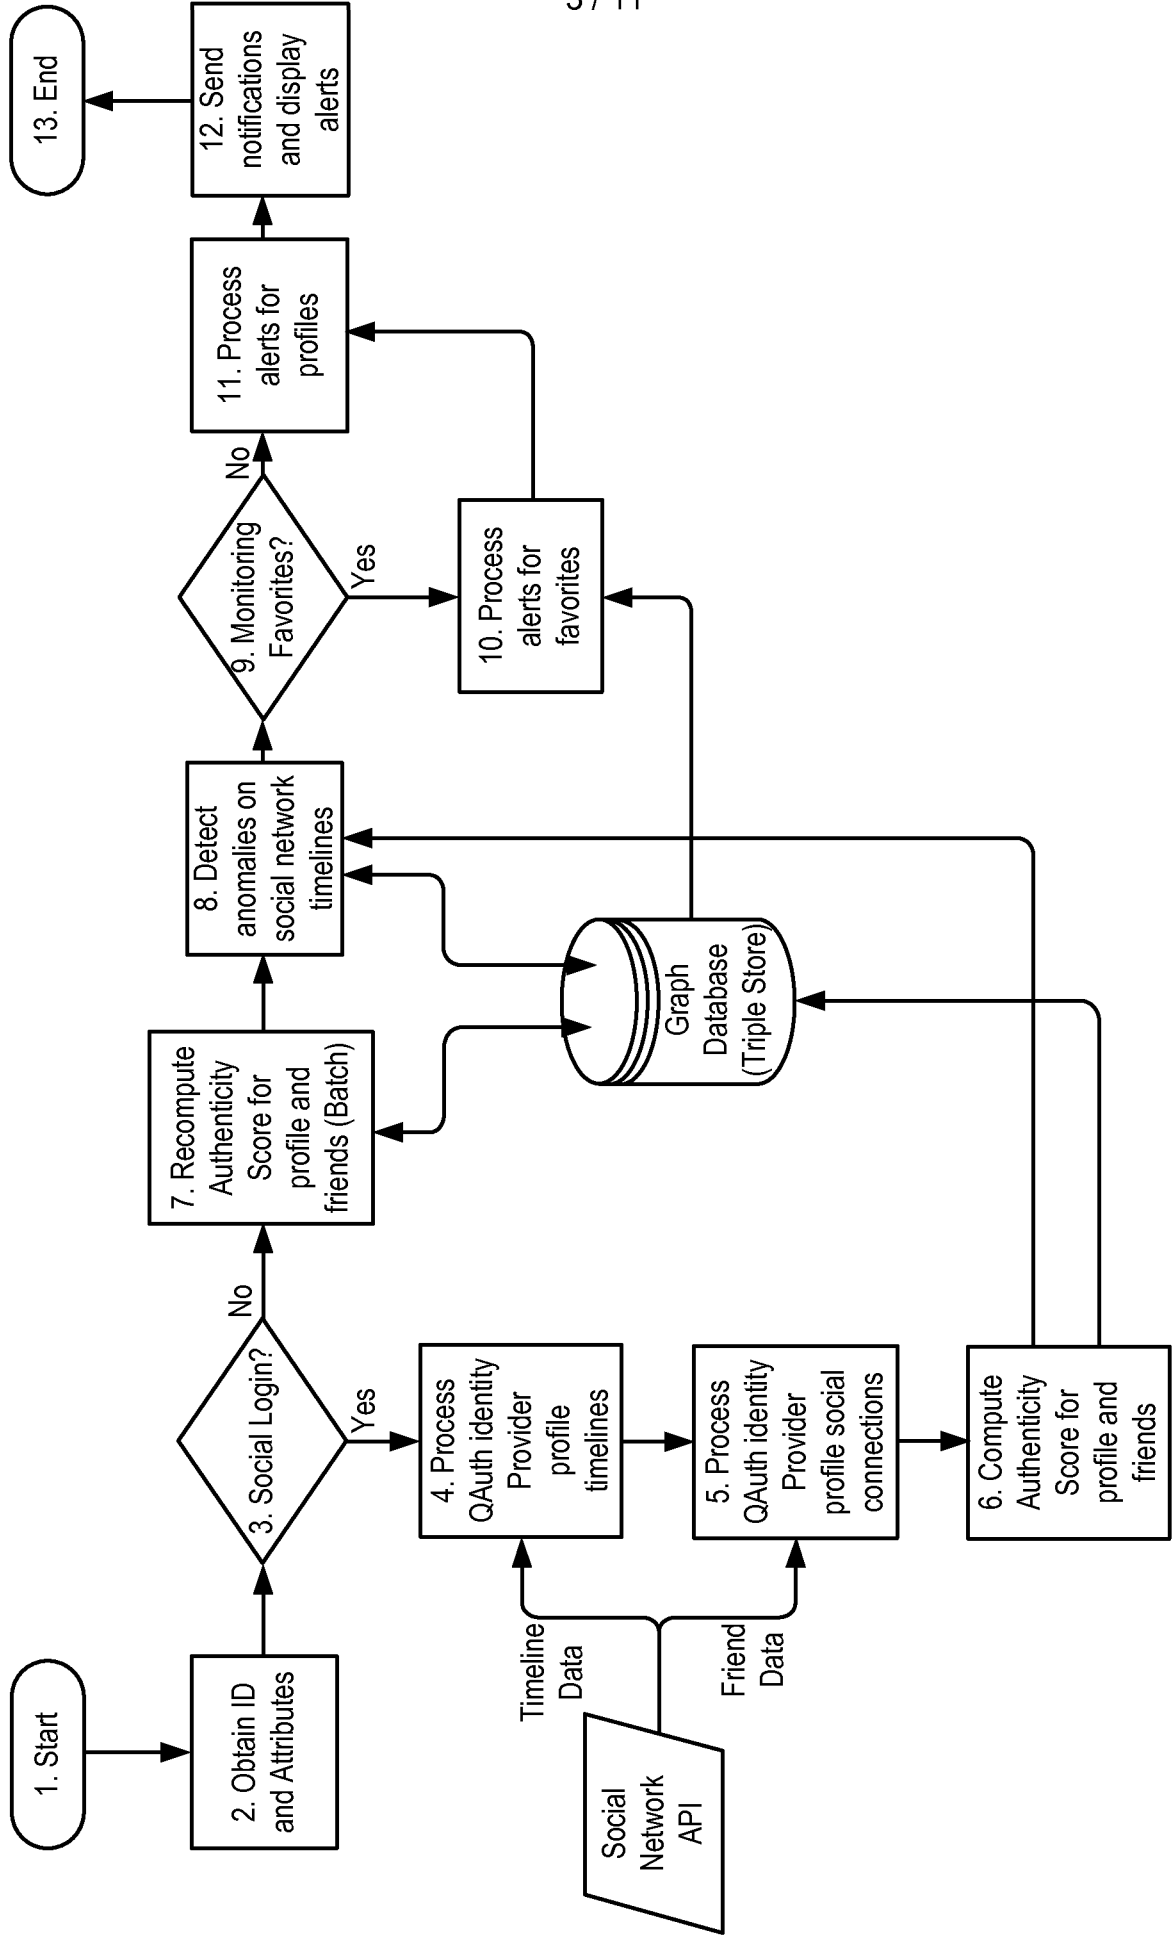 3 / 11
1. Start
2. Obtain ID
and Attributes
3. Social Login?
No
Yes
4. Process
QAuth identity
Provider
profile
timelines
5. Process
QAuth identity
Provider
profile social
connections
6. Compute
Authenticity
Score for
profile and
friends
Social
Network
API
Timeline
Data
Friend
Data
7. Recompute
Authenticity
Score for
profile and
friends (Batch)
Graph
Database
(Triple Store)
8. Detect
anomalies on
social network
timelines
9. Monitoring
Favorites?
No
Yes
10. Process
alerts for
favorites
11. Process
alerts for
profiles
12. Send
notifications
and display
alerts
13. End